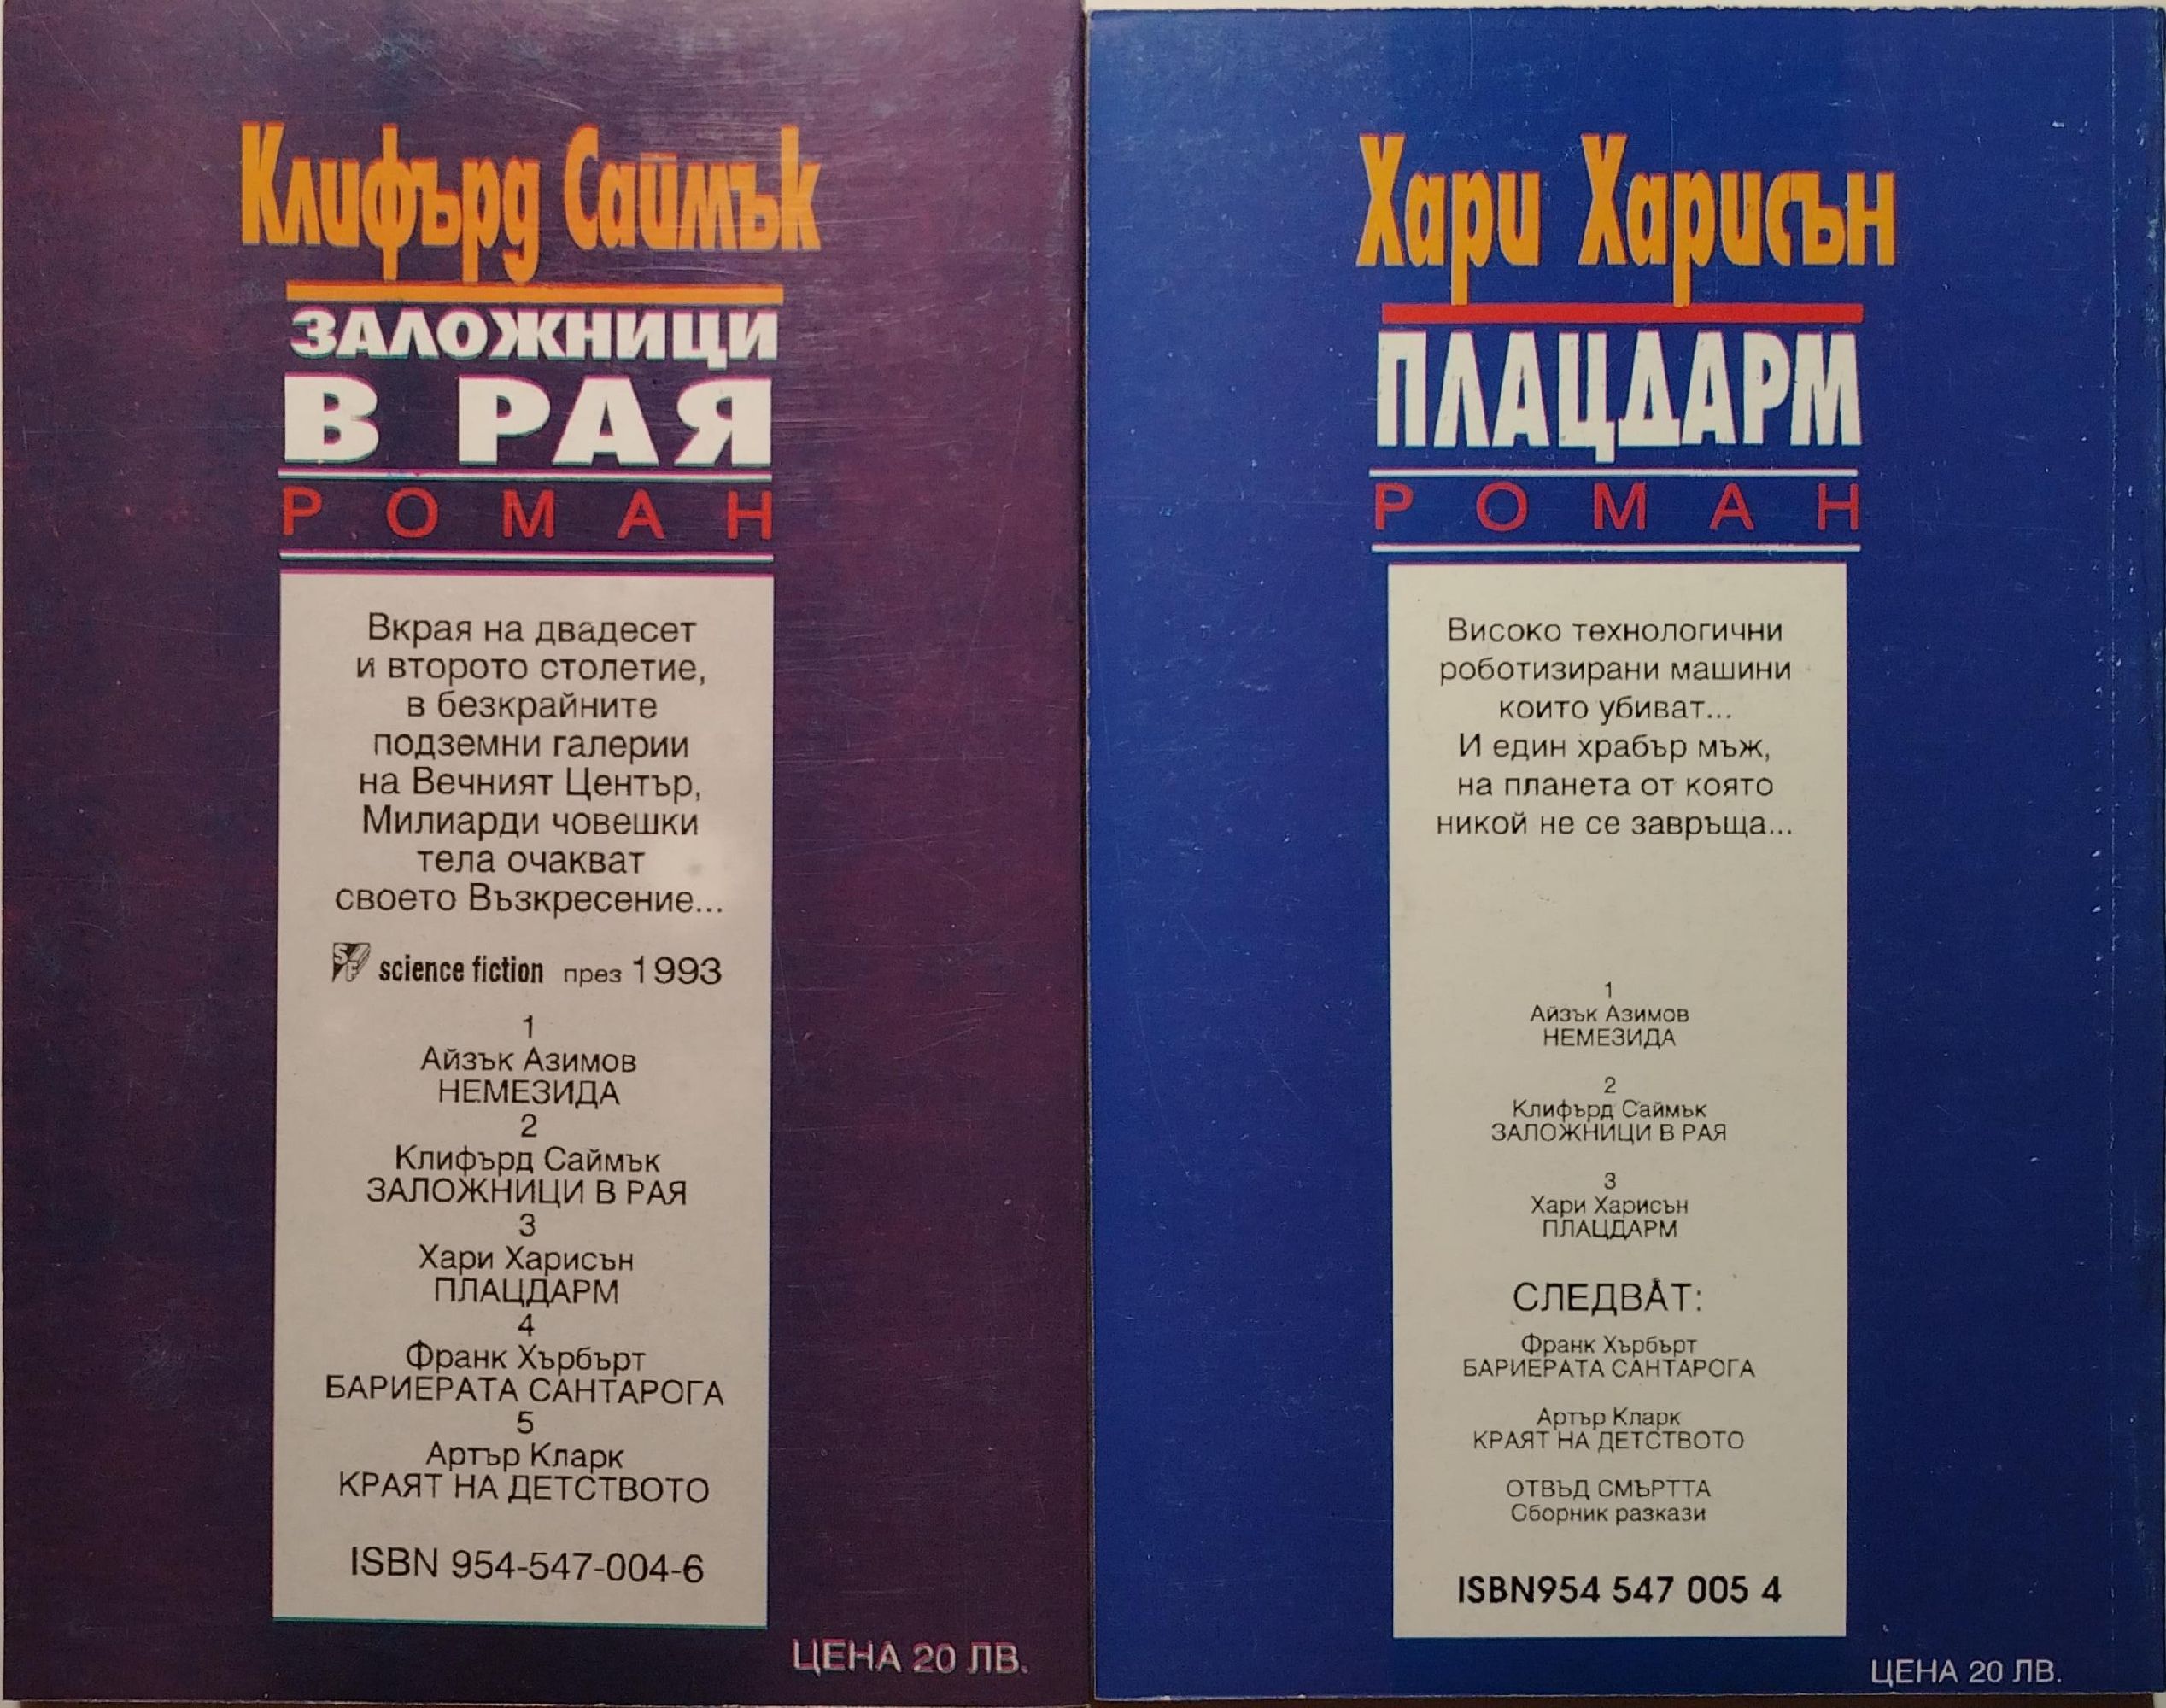 Клифърд Саймък
ЗАЛОЖНИЦИ
В РАЯ
РОМАН
Вкрая на двадесет
и второто столетие,
в безкрайните
подземни галерии
на Вечният Център,
Милиарди човешки
тела очакват
своето Възкресение...
SF science fiction през 1993
1
Айзък Азимов
НЕМЕЗИДА
2
Клифърд Саймък
ЗАЛОЖНИЦИ В РАЯ
3
Хари Харисън
ПЛАЦДАРМ
4
Франк Хърбърт
БАРИЕРАТА САНТАРОГА
5
Артър Кларк
КРАЯТ НА ДЕТСТВОТО
ISBN 954-547-004-6
ЦЕНА 20 ЛВ.
Хари Харисън
ПЛАЦДАРМ
РОМАН
Високо технологични
роботизирани машини
които убиват...
И един храбър мъж,
на планета от която
никой не се завръща...
1
Айзък Азимов
НЕМЕЗИДА
2
Клифърд Саймък
ЗАЛОЖНИЦИ В РАЯ
3
Хари Харисън
ПЛАЦДАРМ
СЛЕДВАТ:
Франк Хърбърт
БАРИЕРАТА САНТАРОГА
Артър Кларк
КРАЯТ НА ДЕТСТВОТО
ОТВЪД СМЪРТТА
Сборник разкази
ISBN954 547 005 4
ЦЕНА 20 ЛВ.